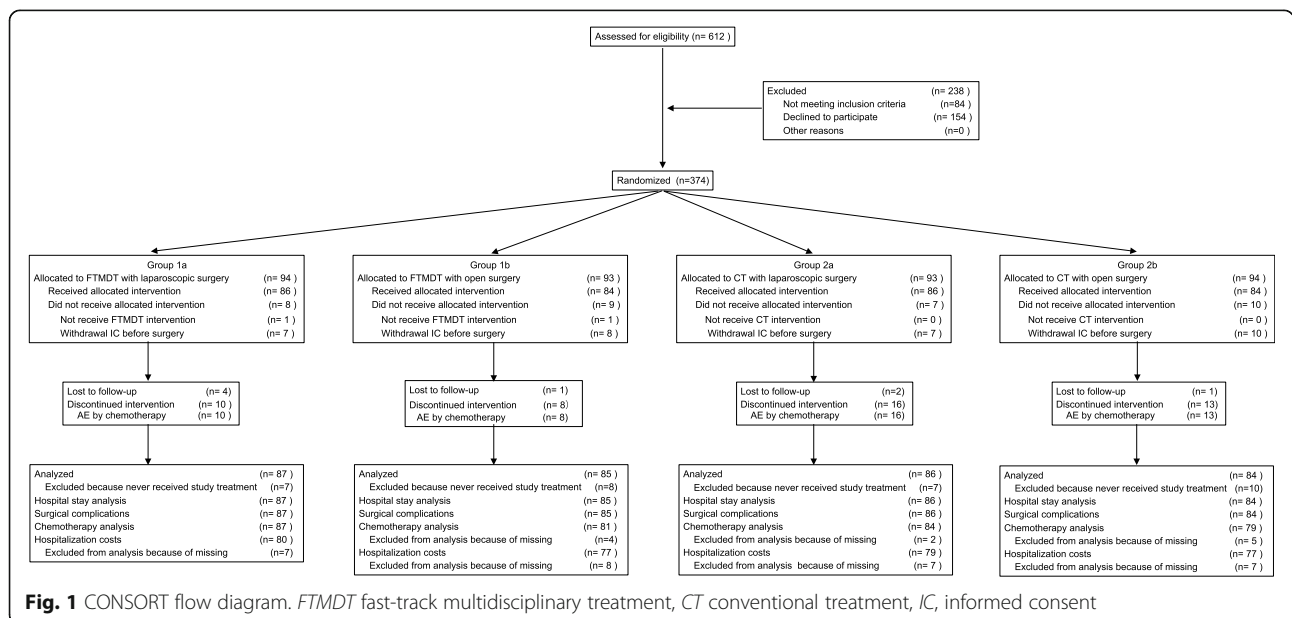 Assessed for eligibility (n= 612 )
Excluded (n= 238 )
Not meeting inclusion criteria (n=84 )
Declined to participate (n= 154 )
Other reasons (n=0 )
Randomized (n=374)
Group 1a
Allocated to FTMDT with laparoscopic surgery (n= 94 )
Received allocated intervention (n= 86 )
Did not receive allocated intervention (n= 8 )
Not receive FTMDT intervention (n= 1 )
Withdrawal IC before surgery (n= 7 )
Group 1b
Allocated to FTMDT with open surgery (n= 93 )
Received allocated intervention (n= 84 )
Did not receive allocated intervention (n= 9 )
Not receive FTMDT intervention (n= 1 )
Withdrawal IC before surgery (n= 8 )
Group 2a
Allocated to CT with laparoscopic surgery (n= 93 )
Received allocated intervention (n= 86 )
Did not receive allocated intervention (n= 7 )
Not receive CT intervention (n= 0 )
Withdrawal IC before surgery (n= 7 )
Group 2b
Allocated to CT with open surgery (n= 94 )
Received allocated intervention (n= 84 )
Did not receive allocated intervention (n= 10 )
Not receive CT intervention (n= 0 )
Withdrawal IC before surgery (n= 10 )
Lost to follow-up (n= 4)
Discontinued intervention (n= 10 )
AE by chemotherapy (n= 10 )
Lost to follow-up (n= 1)
Discontinued intervention (n= 8)
AE by chemotherapy (n= 8)
Lost to follow-up (n=2)
Discontinued intervention (n= 16)
AE by chemotherapy (n= 16)
Lost to follow-up (n= 1)
Discontinued intervention (n= 13)
AE by chemotherapy (n= 13)
Analyzed (n= 87 )
Excluded because never received study treatment (n=7)
Hospital stay analysis (n= 87 )
Surgical complications (n= 87 )
Chemotherapy analysis (n= 87 )
Hospitalization costs (n= 80 )
Excluded from analysis because of missing (n=7)
Analyzed (n= 85 )
Excluded because never received study treatment (n=8)
Hospital stay analysis (n= 85 )
Surgical complications (n= 85 )
Chemotherapy analysis (n= 81 )
Excluded from analysis because of missing (n=4)
Hospitalization costs (n= 77 )
Excluded from analysis because of missing (n= 8 )
Analyzed (n= 86 )
Excluded because never received study treatment (n=7)
Hospital stay analysis (n= 86 )
Surgical complications (n= 86 )
Chemotherapy analysis (n= 84 )
Excluded from analysis because of missing (n= 2 )
Hospitalization costs (n= 79 )
Excluded from analysis because of missing (n= 7 )
Analyzed (n= 84 )
Excluded because never received study treatment (n=10)
Hospital stay analysis (n= 84 )
Surgical complications (n= 84 )
Chemotherapy analysis (n= 79 )
Excluded from analysis because of missing (n= 5 )
Hospitalization costs (n= 77 )
Excluded from analysis because of missing (n= 7 )
Fig. 1 CONSORT flow diagram. FTMDT fast-track multidisciplinary treatment, CT conventional treatment, IC, informed consent